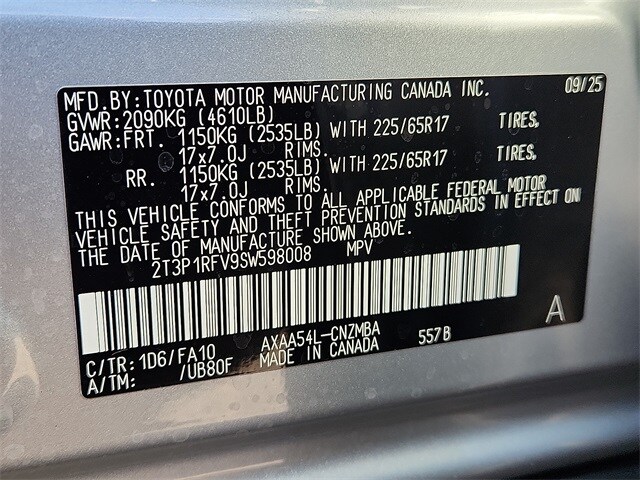 MFD.BY:TOYOTA MOTOR MANUFACTURING CANADA INC. 09/25
GVWR:2090KG (4610LB)
GAWR:FRT. 1150KG (2535LB) WITH 225/65R17 TIRES,
17x7.0J RIMS.
RR. 1150KG (2535LB) WITH 225/65R17 TIRES,
17x7.0J RIMS.
THIS VEHICLE CONFORMS TO ALL APPLICABLE FEDERAL MOTOR
VEHICLE SAFETY AND THEFT PREVENTION STANDARDS IN EFFECT ON
THE DATE OF MANUFACTURE SHOWN ABOVE.
2T3P1RFV9SW598008 MPV
A
C/TR:1D6/FA10 AXAA54L-CNZMBA 557B
A/TM: /UB80F MADE IN CANADA